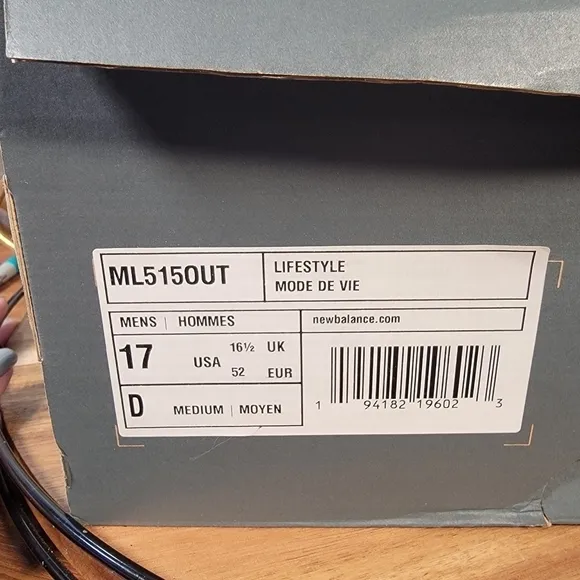 ML515OUT
LIFESTYLE
MODE DE VIE
MENS | HOMMES
newbalance.com
17 USA 16½ UK
52 EUR
D MEDIUM | MOYEN
1 94182 19602 3